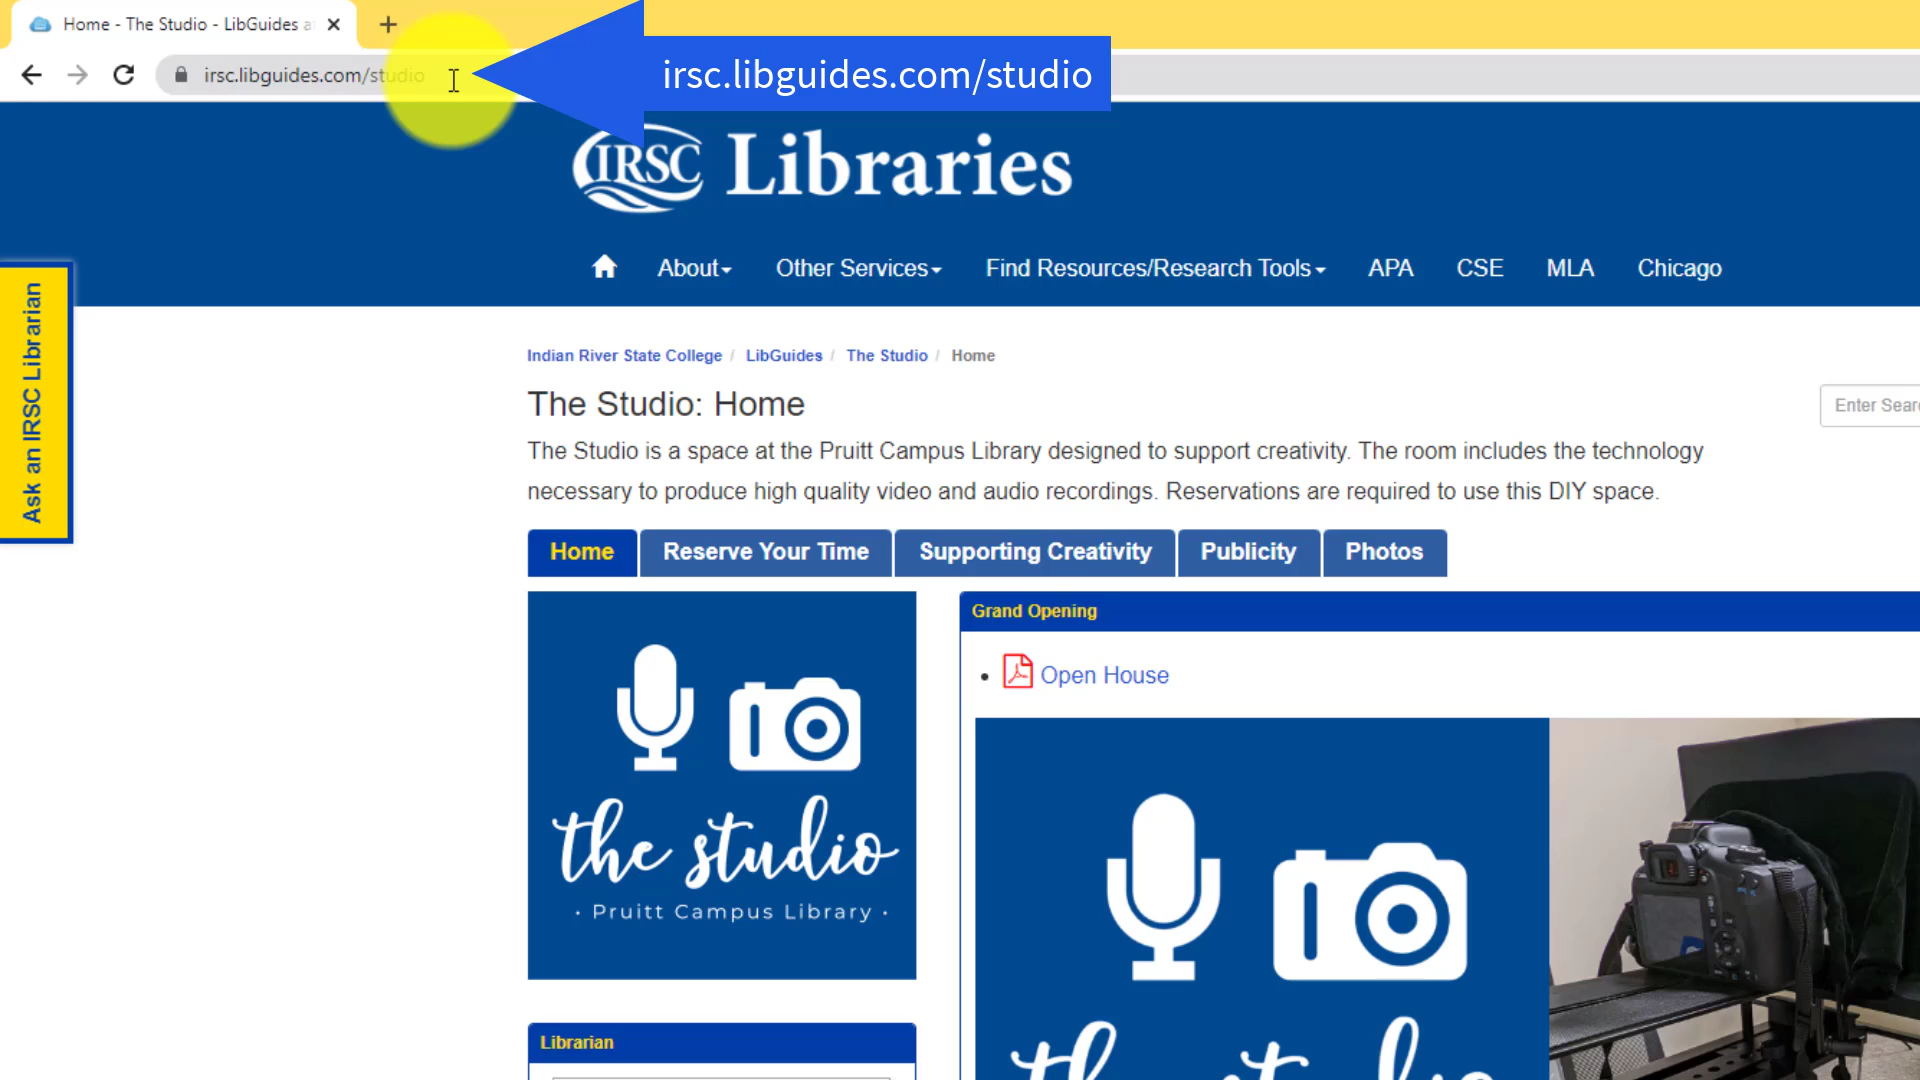 Home - The Studio - LibGuides a
irsc.libguides.com/studio
irsc.libguides.com/studio
IRSC Libraries
About
Other Services
Find Resources/Research Tools
APA
CSE
MLA
Chicago
Ask an IRSC Librarian
Indian River State College / LibGuides / The Studio / Home
The Studio: Home
Enter Sear
The Studio is a space at the Pruitt Campus Library designed to support creativity. The room includes the technology
necessary to produce high quality video and audio recordings. Reservations are required to use this DIY space.
Home
Reserve Your Time
Supporting Creativity
Publicity
Photos
the studio
· Pruitt Campus Library ·
Grand Opening
• Open House
Librarian